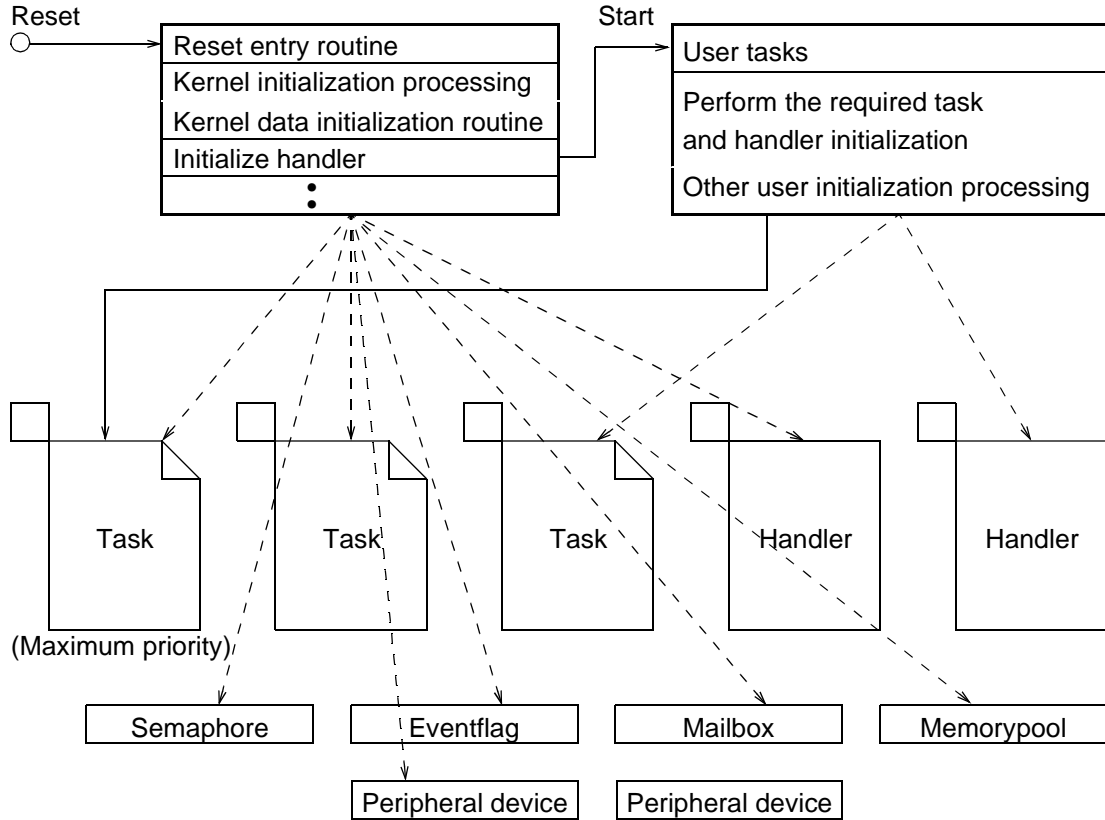 Reset
Start
Reset entry routine
Kernel initialization processing
Kernel data initialization routine
Initialize handler
User tasks
Perform the required task
and handler initialization
Other user initialization processing
Task
Task
Task
Handler
Handler
(Maximum priority)
Semaphore
Eventflag
Mailbox
Memorypool
Peripheral device
Peripheral device